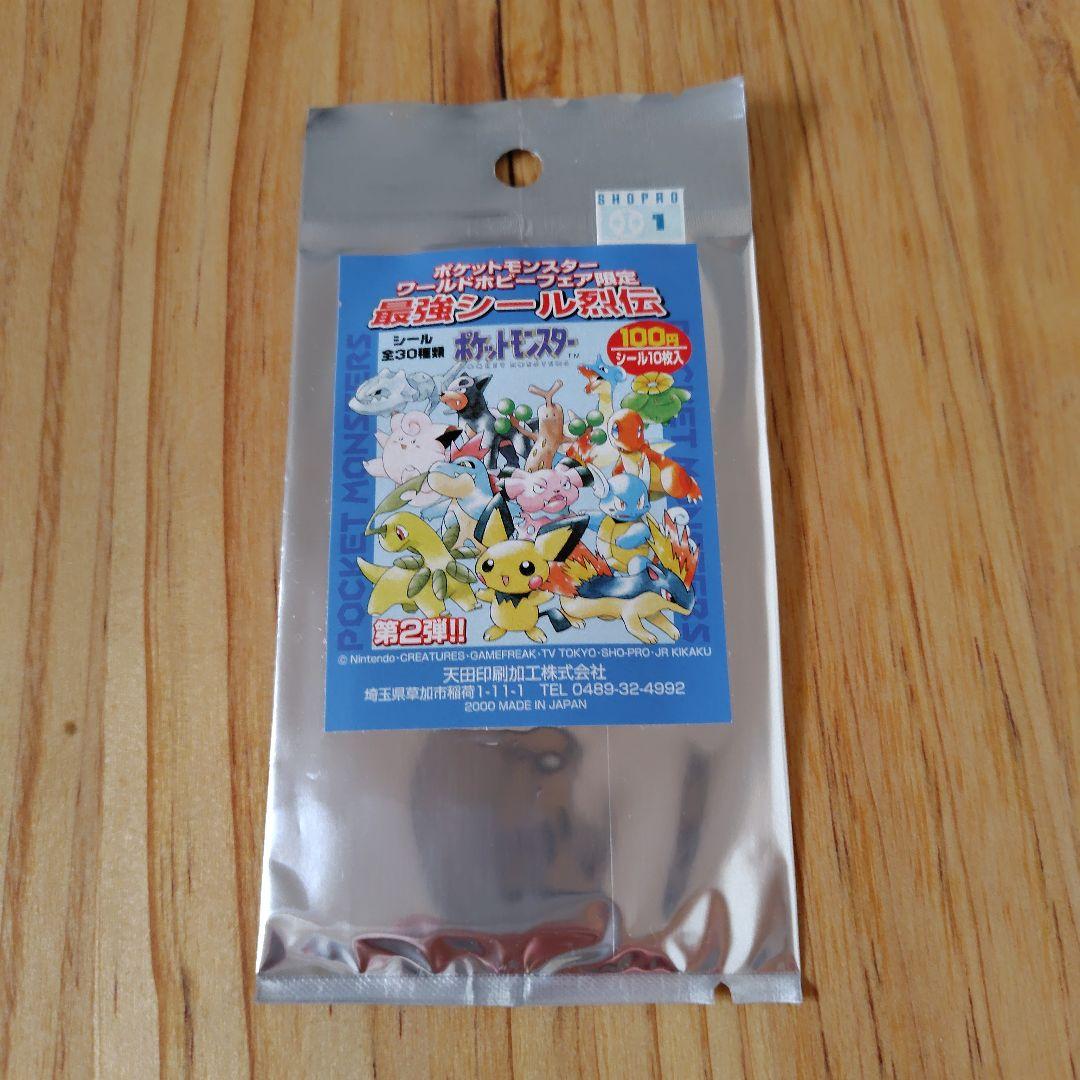 SHOPRO
1
ポケットモンスター
ワールドホビーフェア限定
最強シール烈伝
シール
全30種類
ポケットモンスター™
POCKET MONSTERS
100円
シール10枚入
POCKET MONSTERS
POCKET MONSTERS
第2弾!!
© Nintendo・CREATURES・GAMEFREAK・TV TOKYO・SHO-PRO・JR KIKAKU
天田印刷加工株式会社
埼玉県草加市稲荷1-11-1 TEL 0489-32-4992
2000 MADE IN JAPAN